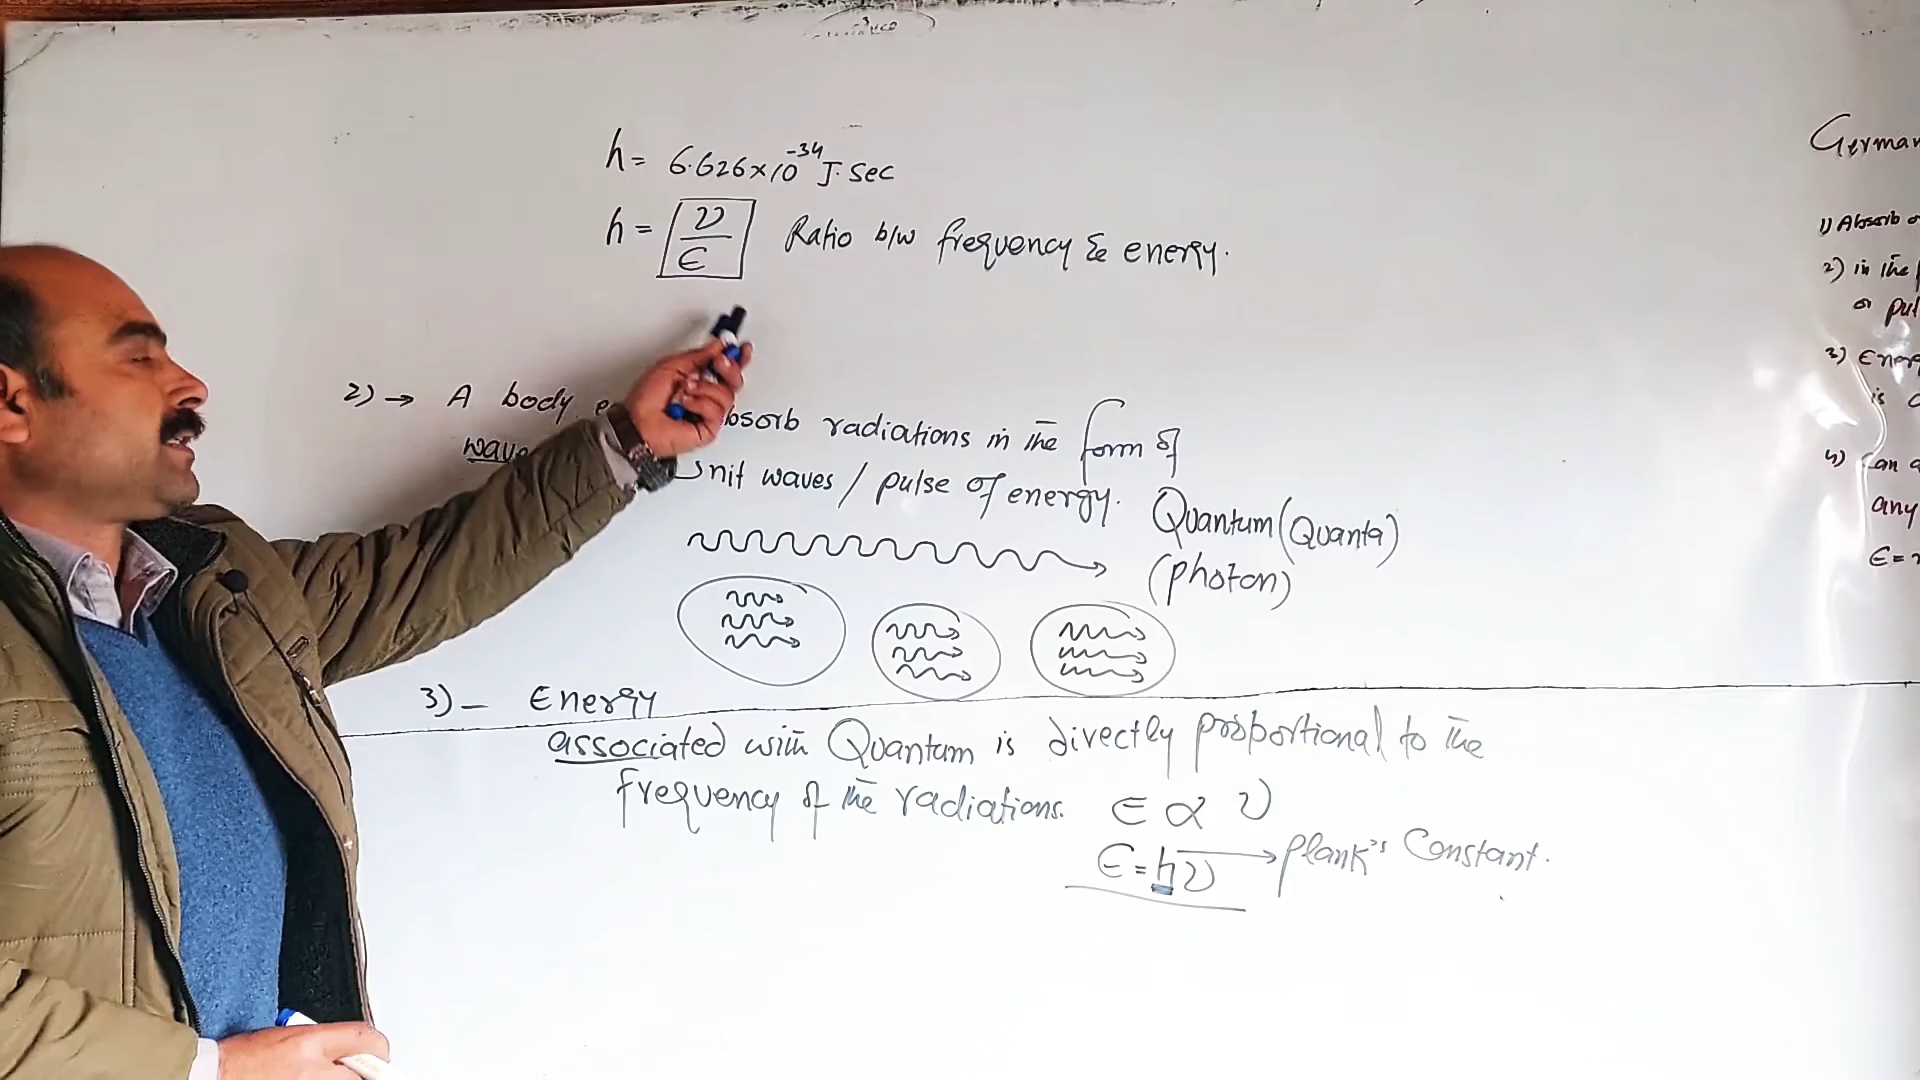 h = 6.626×10⁻³⁴ J. Sec
h = ν/E Ratio b/w frequency & energy.
2) → A body absorb radiations in the form of
wave Unit waves / pulse of energy. Quantum (Quanta)
(photon)
3) – Energy
associated with Quantum is directly proportional to the
frequency of the radiations. E ∝ ν
E = hν → Plank's Constant.
German
1) Absorb o
2) in the
or pul
3) Energ
is
4) Can a
any
E =